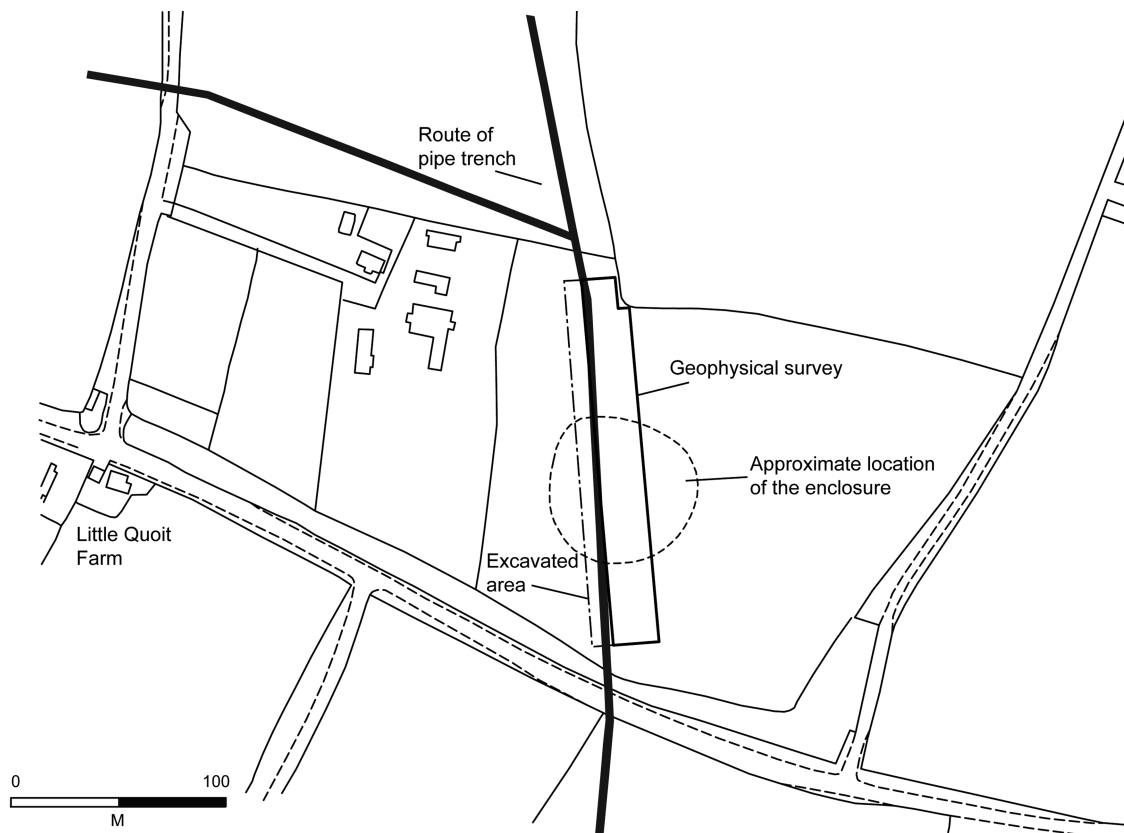 Route of
pipe trench
Geophysical survey
Approximate location
of the enclosure
Little Quoit
Farm
Excavated
area
0 100
M